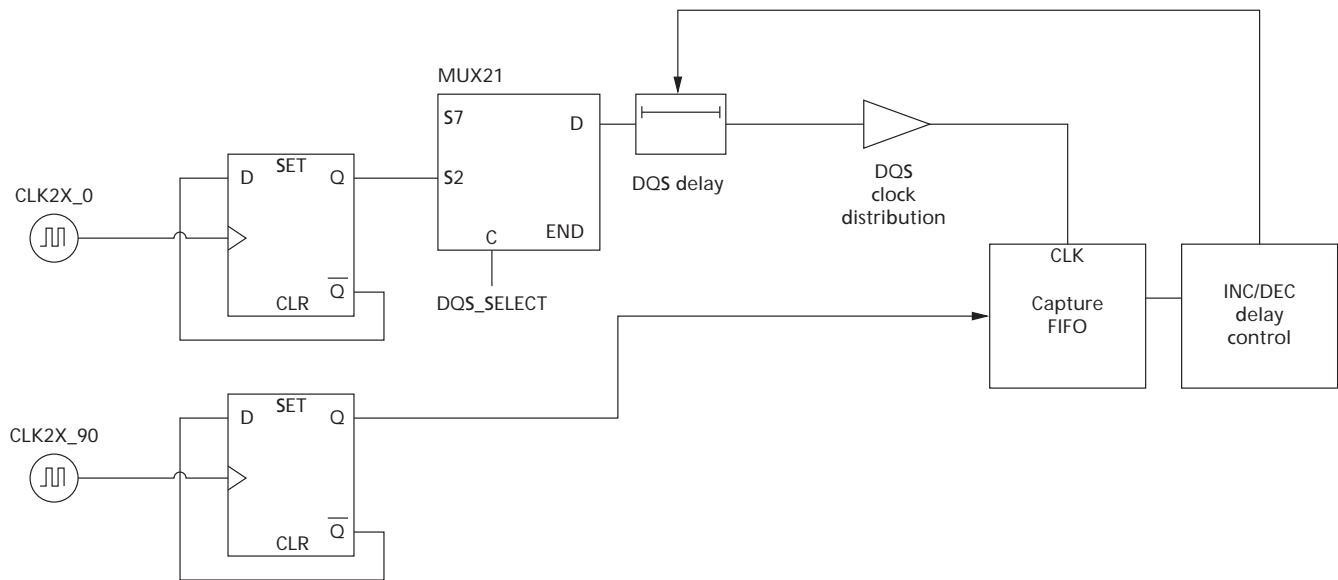 MUX21
S7
D
S2
END
C
DQS_SELECT
DQS delay
DQS
clock
distribution
CLK2X_0
SET
D
Q
Q
CLR
CLK
Capture
FIFO
INC/DEC
delay
control
CLK2X_90
SET
D
Q
Q
CLR